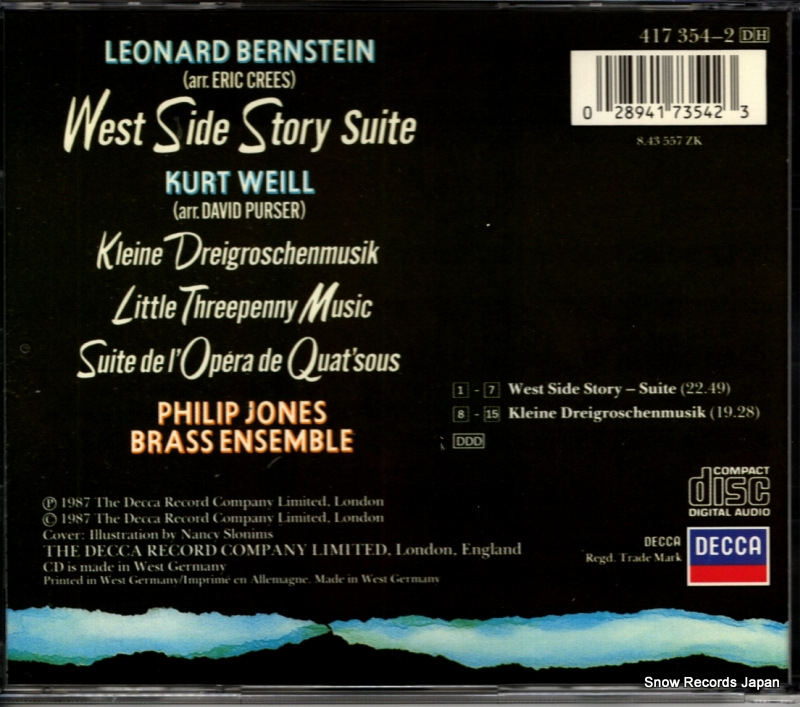 LEONARD BERNSTEIN
(arr. ERIC CREES)
West Side Story Suite
KURT WEILL
(arr. DAVID PURSER)
Kleine Dreigroschenmusik
Little Threepenny Music
Suite de l'Opéra de Quat'sous
PHILIP JONES
BRASS ENSEMBLE
417 354–2 DH
0 28941 73542 3
8.43 557 ZK
1 - 7 West Side Story – Suite (22.49)
8 - 15 Kleine Dreigroschenmusik (19.28)
DDD
℗ 1987 The Decca Record Company Limited, London
© 1987 The Decca Record Company Limited, London
Cover: Illustration by Nancy Slonims
THE DECCA RECORD COMPANY LIMITED, London, England
CD is made in West Germany
Printed in West Germany/Imprimé en Allemagne. Made in West Germany
COMPACT
disc
DIGITAL AUDIO
DECCA
Regd. Trade Mark
DECCA
Snow Records Japan